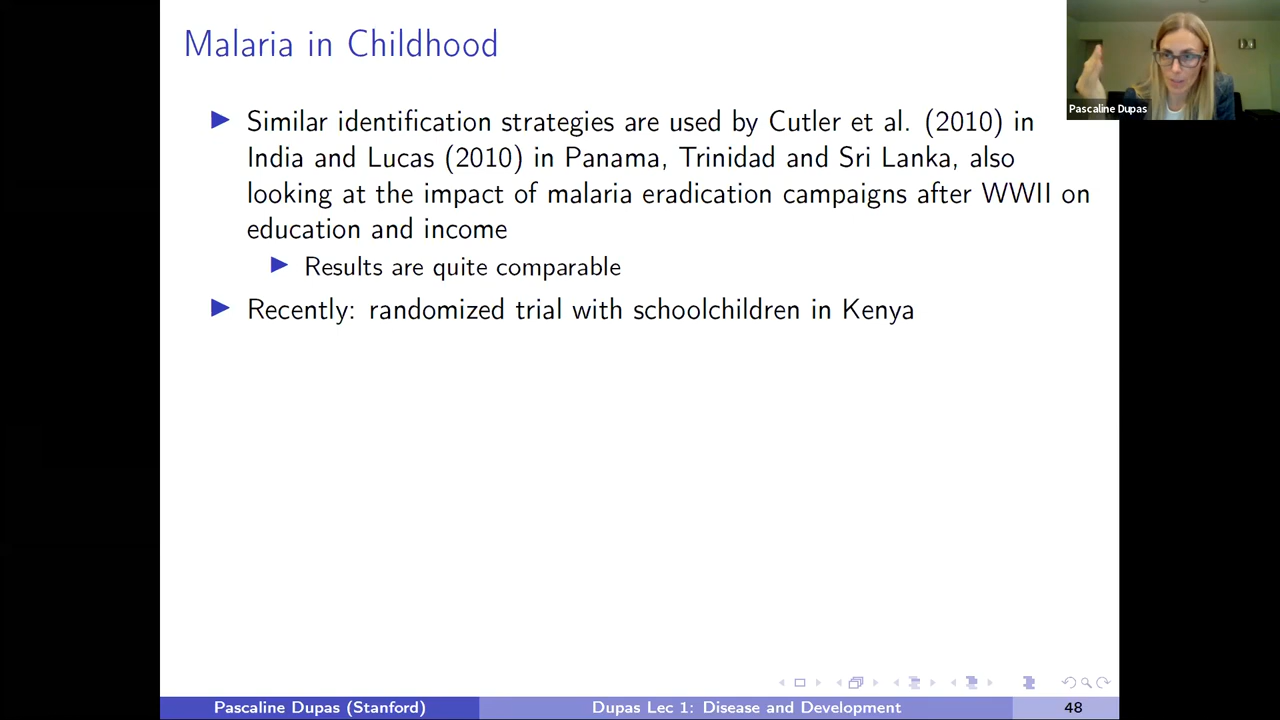 Malaria in Childhood
Pascaline Dupas
Similar identification strategies are used by Cutler et al. (2010) in
India and Lucas (2010) in Panama, Trinidad and Sri Lanka, also
looking at the impact of malaria eradication campaigns after WWII on
education and income
Results are quite comparable
Recently: randomized trial with schoolchildren in Kenya
Pascaline Dupas (Stanford)
Dupas Lec 1: Disease and Development
48